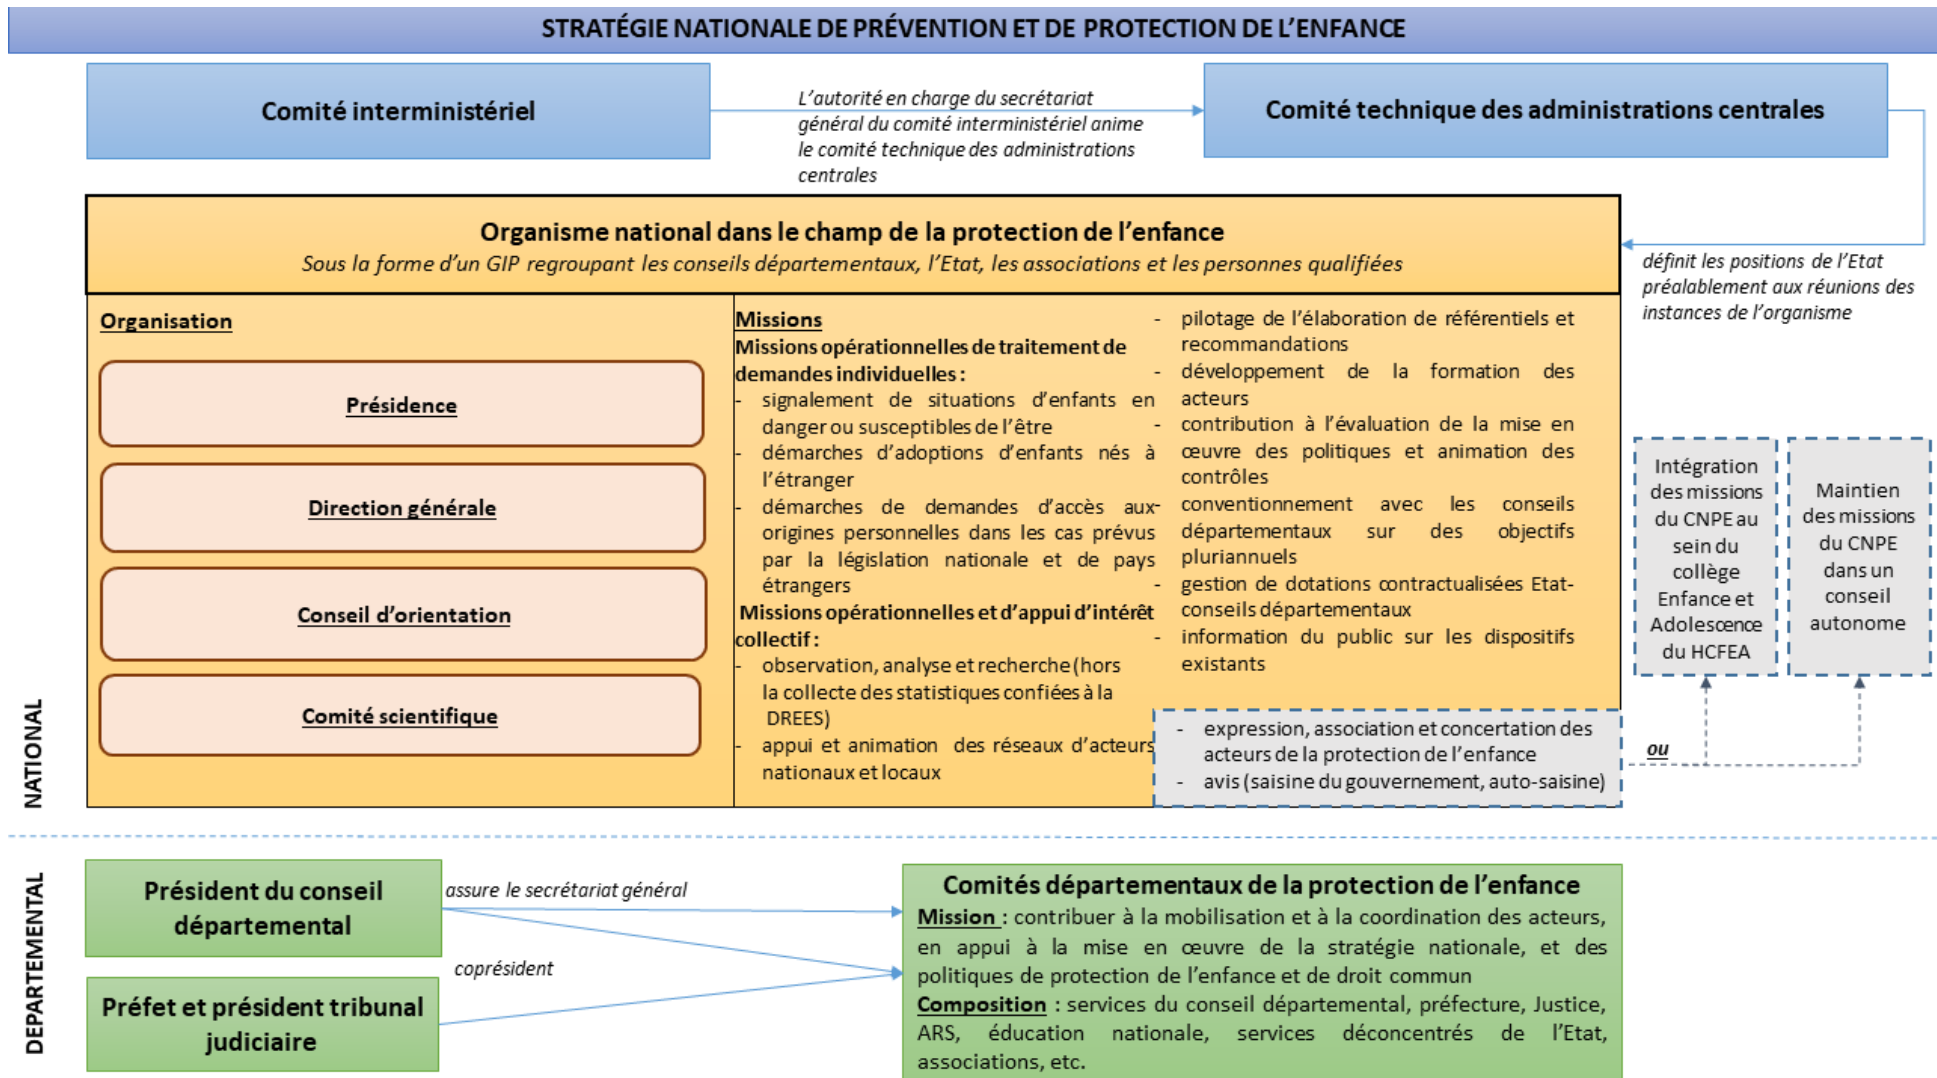 STRATÉGIE NATIONALE DE PRÉVENTION ET DE PROTECTION DE L'ENFANCE
Comité interministériel
L'autorité en charge du secrétariat
général du comité interministériel anime
le comité technique des administrations
centrales
Comité technique des administrations centrales
Organisme national dans le champ de la protection de l'enfance
Sous la forme d'un GIP regroupant les conseils départementaux, l'Etat, les associations et les personnes qualifiées
définit les positions de l'Etat
préalablement aux réunions des
instances de l'organisme
Organisation
Présidence
Direction générale
Conseil d'orientation
Comité scientifique
Missions
Missions opérationnelles de traitement de
demandes individuelles :
- signalement de situations d'enfants en
danger ou susceptibles de l'être
- démarches d'adoptions d'enfants nés à
l'étranger
- démarches de demandes d'accès aux
origines personnelles dans les cas prévus
par la législation nationale et de pays
étrangers
Missions opérationnelles et d'appui d'intérêt
collectif :
- observation, analyse et recherche (hors
la collecte des statistiques confiées à la
DREES)
- appui et animation des réseaux d'acteurs
nationaux et locaux
- pilotage de l'élaboration de référentiels et
recommandations
- développement de la formation des
acteurs
- contribution à l'évaluation de la mise en
œuvre des politiques et animation des
contrôles
- conventionnement avec les conseils
départementaux sur des objectifs
pluriannuels
- gestion de dotations contractualisées Etat-
conseils départementaux
- information du public sur les dispositifs
existants
- expression, association et concertation des
acteurs de la protection de l'enfance
- avis (saisine du gouvernement, auto-saisine)
ou
Intégration
des missions
du CNPE au
sein du
collège
Enfance et
Adolescence
du HCFEA
Maintien
des missions
du CNPE
dans un
conseil
autonome
NATIONAL
DEPARTEMENTAL
Président du conseil
départemental
assure le secrétariat général
coprésident
Préfet et président tribunal
judiciaire
Comités départementaux de la protection de l'enfance
Mission : contribuer à la mobilisation et à la coordination des acteurs,
en appui à la mise en œuvre de la stratégie nationale, et des
politiques de protection de l'enfance et de droit commun
Composition : services du conseil départemental, préfecture, Justice,
ARS, éducation nationale, services déconcentrés de l'Etat,
associations, etc.